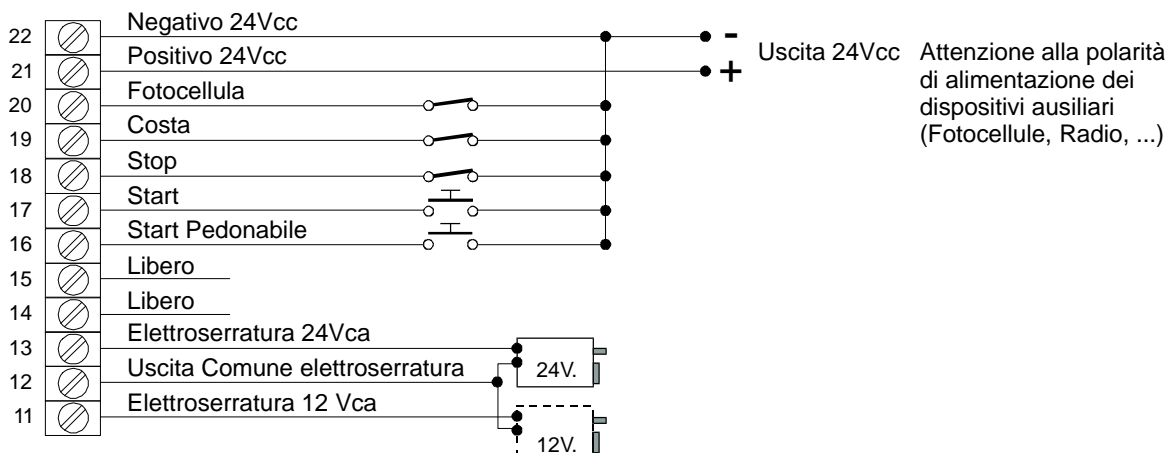 22 Negativo 24Vcc -
21 Positivo 24Vcc +
Uscita 24Vcc
Attenzione alla polarità
di alimentazione dei
dispositivi ausiliari
(Fotocellule, Radio, ...)
20 Fotocellula
19 Costa
18 Stop
17 Start
16 Start Pedonabile
15 Libero
14 Libero
13 Elettroserratura 24Vca
12 Uscita Comune elettroserratura
24V.
11 Elettroserratura 12 Vca
12V.